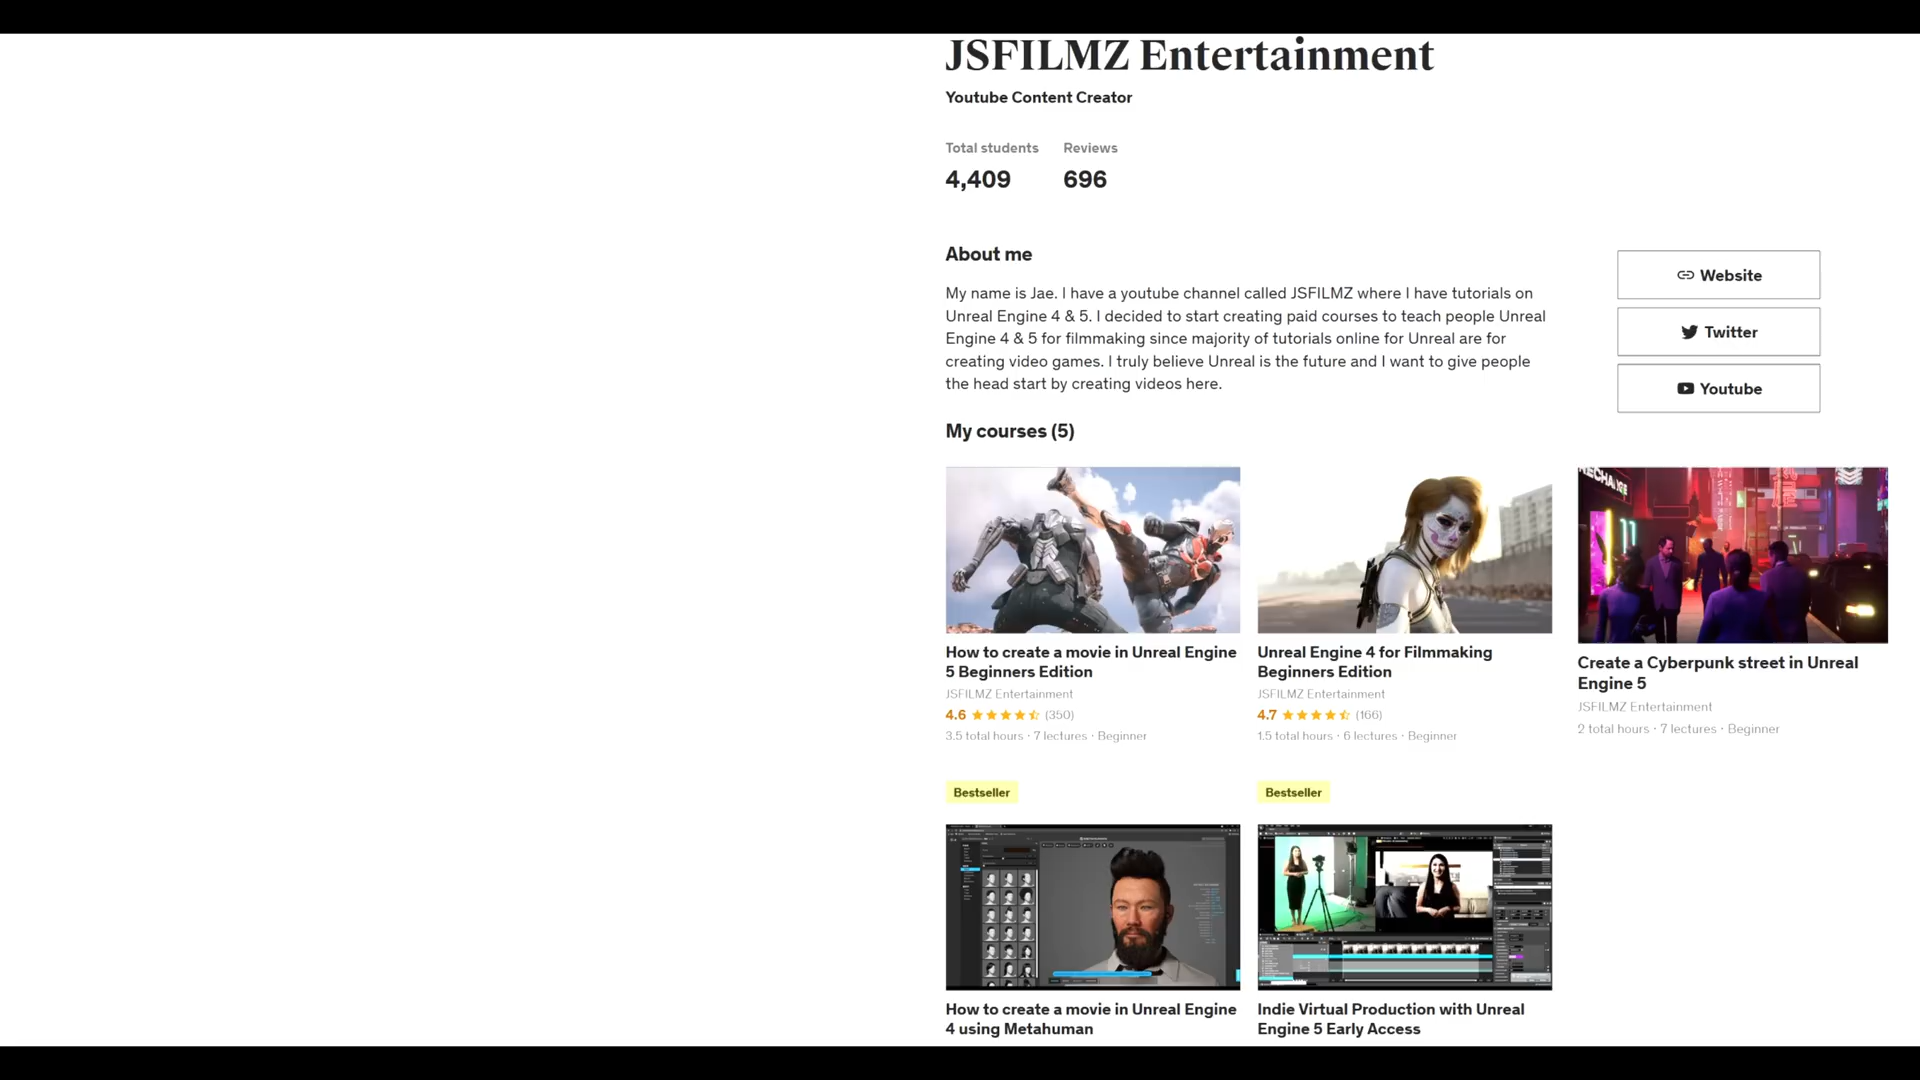 JSFILMZ Entertainment
Youtube Content Creator
Total students
Reviews
4,409
696
About me
My name is Jae. I have a youtube channel called JSFILMZ where I have tutorials on
Unreal Engine 4 & 5. I decided to start creating paid courses to teach people Unreal
Engine 4 & 5 for filmmaking since majority of tutorials online for Unreal are for
creating video games. I truly believe Unreal is the future and I want to give people
the head start by creating videos here.
Website
Twitter
Youtube
My courses (5)
How to create a movie in Unreal Engine
5 Beginners Edition
JSFILMZ Entertainment
4.6 (350)
3.5 total hours · 7 lectures · Beginner
Bestseller
Unreal Engine 4 for Filmmaking
Beginners Edition
JSFILMZ Entertainment
4.7 (166)
1.5 total hours · 6 lectures · Beginner
Bestseller
Create a Cyberpunk street in Unreal
Engine 5
JSFILMZ Entertainment
2 total hours · 7 lectures · Beginner
How to create a movie in Unreal Engine
4 using Metahuman
Indie Virtual Production with Unreal
Engine 5 Early Access